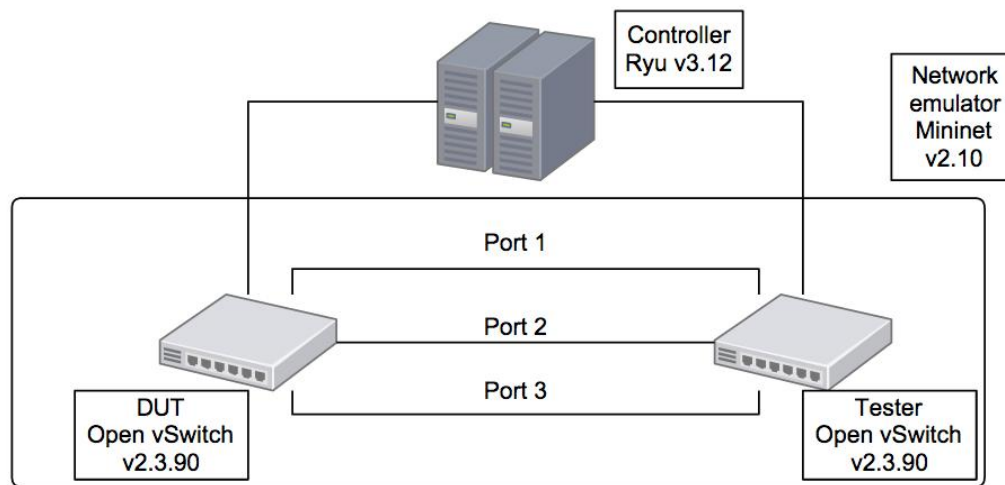 Controller
Ryu v3.12
Network
emulator
Mininet
v2.10
Port 1
Port 2
Port 3
DUT
Open vSwitch
v2.3.90
Tester
Open vSwitch
v2.3.90